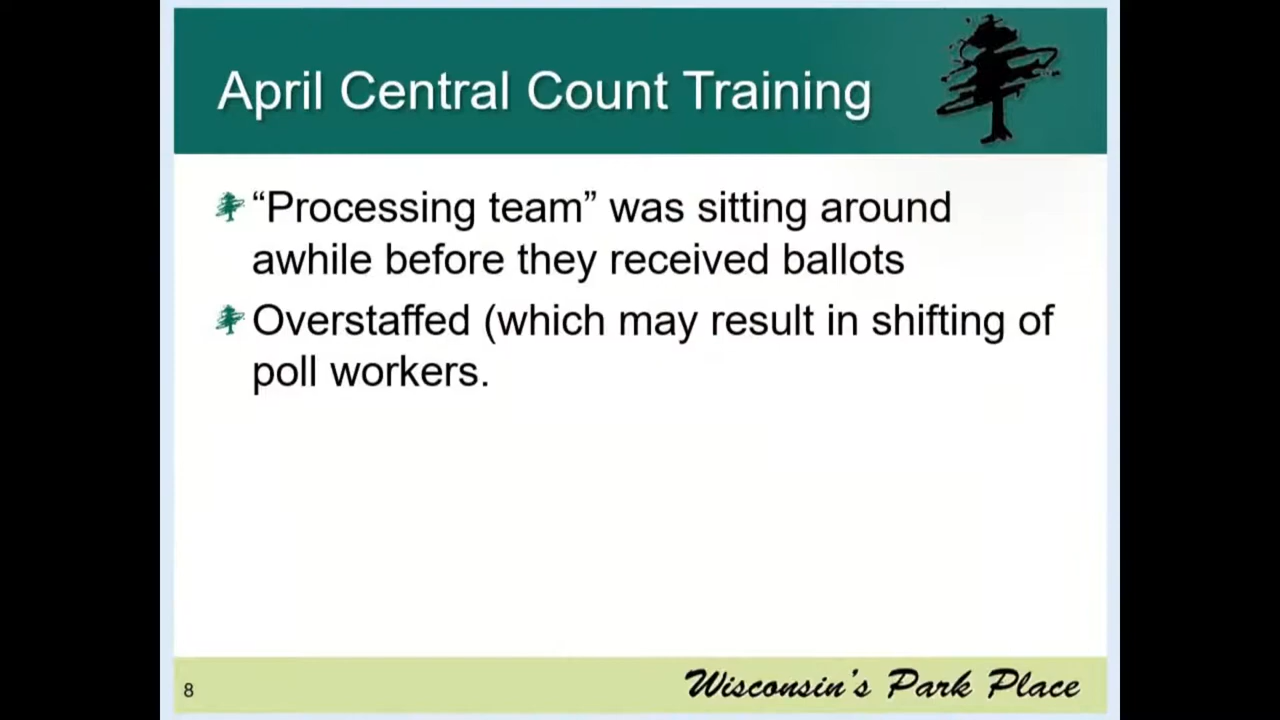 April Central Count Training
“Processing team” was sitting around
awhile before they received ballots
Overstaffed (which may result in shifting of
poll workers.
8
Wisconsin's Park Place